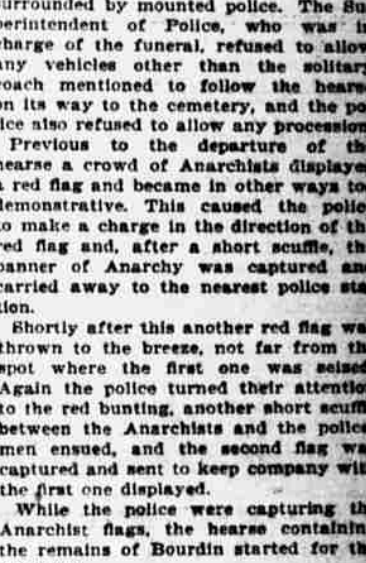 surrounded by mounted police. The Su
perintendent of Police, who was i
charge of the funeral, refused to allow
any vehicles other than the solitary
coach mentioned to follow the hearse
on its way to the cemetery, and the po
lice also refused to allow any procession
Previous to the departure of th
hearse a crowd of Anarchists displaye
a red flag and became in other ways to
demonstrative. This caused the polic
to make a charge in the direction of th
red flag and, after a short scuffle, th
banner of Anarchy was captured and
carried away to the nearest police sta
tion.
Shortly after this another red flag wa
thrown to the breeze, not far from th
spot where the first one was seized
Again the police turned their attentio
to the red bunting, another short scuffl
between the Anarchists and the police
men ensued, and the second flag wa
captured and sent to keep company wit
the first one displayed.
While the police were capturing th
Anarchist flags, the hearse containin
the remains of Bourdin started for th